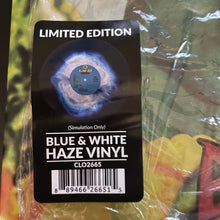 LIMITED EDITION
(Simulation Only)
BLUE & WHITE
HAZE VINYL
CLO2665
8 89466 26651 5